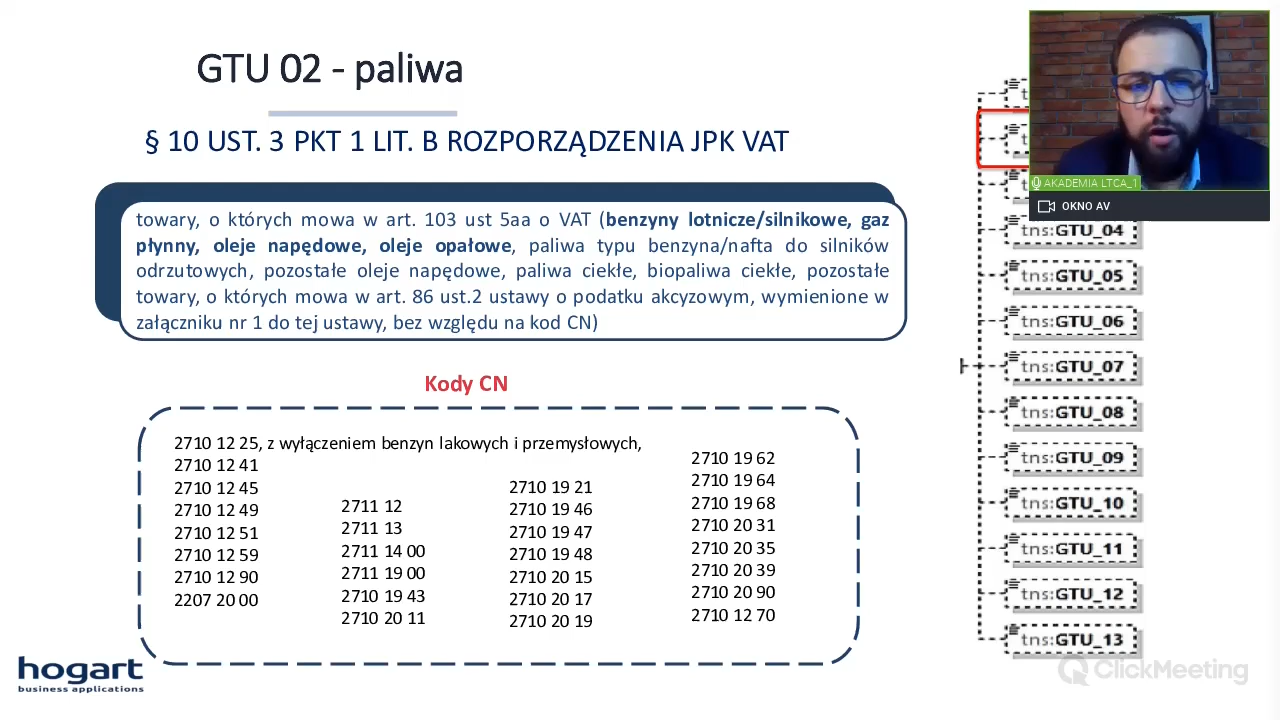 GTU 02 - paliwa
§ 10 UST. 3 PKT 1 LIT. B ROZPORZĄDZENIA JPK VAT
towary, o których mowa w art. 103 ust 5aa o VAT (benzyny lotnicze/silnikowe, gaz
płynny, oleje napędowe, oleje opałowe, paliwa typu benzyna/nafta do silników
odrzutowych, pozostałe oleje napędowe, paliwa ciekłe, biopaliwa ciekłe, pozostałe
towary, o których mowa w art. 86 ust.2 ustawy o podatku akcyzowym, wymienione w
załączniku nr 1 do tej ustawy, bez względu na kod CN)
Kody CN
2710 12 25, z wyłączeniem benzyn lakowych i przemysłowych,
2710 12 41
2710 12 45
2710 12 49
2710 12 51
2710 12 59
2710 12 90
2207 20 00
2711 12
2711 13
2711 14 00
2711 19 00
2710 19 43
2710 20 11
2710 19 21
2710 19 46
2710 19 47
2710 19 48
2710 20 15
2710 20 17
2710 20 19
2710 19 62
2710 19 64
2710 19 68
2710 20 31
2710 20 35
2710 20 39
2710 20 90
2710 12 70
AKADEMIA LTCA_1
OKNO AV
tns:GTU_04
tns:GTU_05
tns:GTU_06
tns:GTU_07
tns:GTU_08
tns:GTU_09
tns:GTU_10
tns:GTU_11
tns:GTU_12
tns:GTU_13
hogart
business applications
ClickMeeting